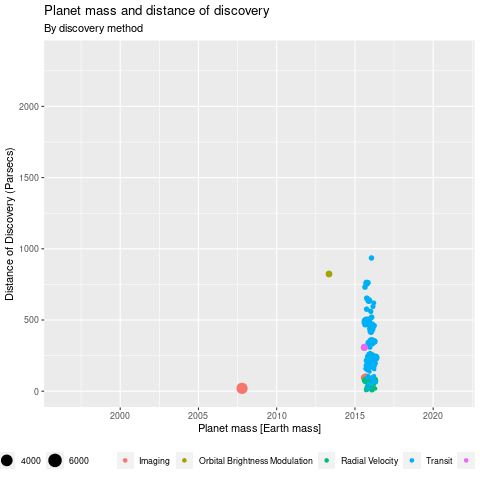 Planet mass and distance of discovery
By discovery method
Distance of Discovery (Parsecs)
2000
1500
1000
500
0
2000
2005
2010
2015
2020
Planet mass [Earth mass]
4000 6000 Imaging Orbital Brightness Modulation Radial Velocity Transit